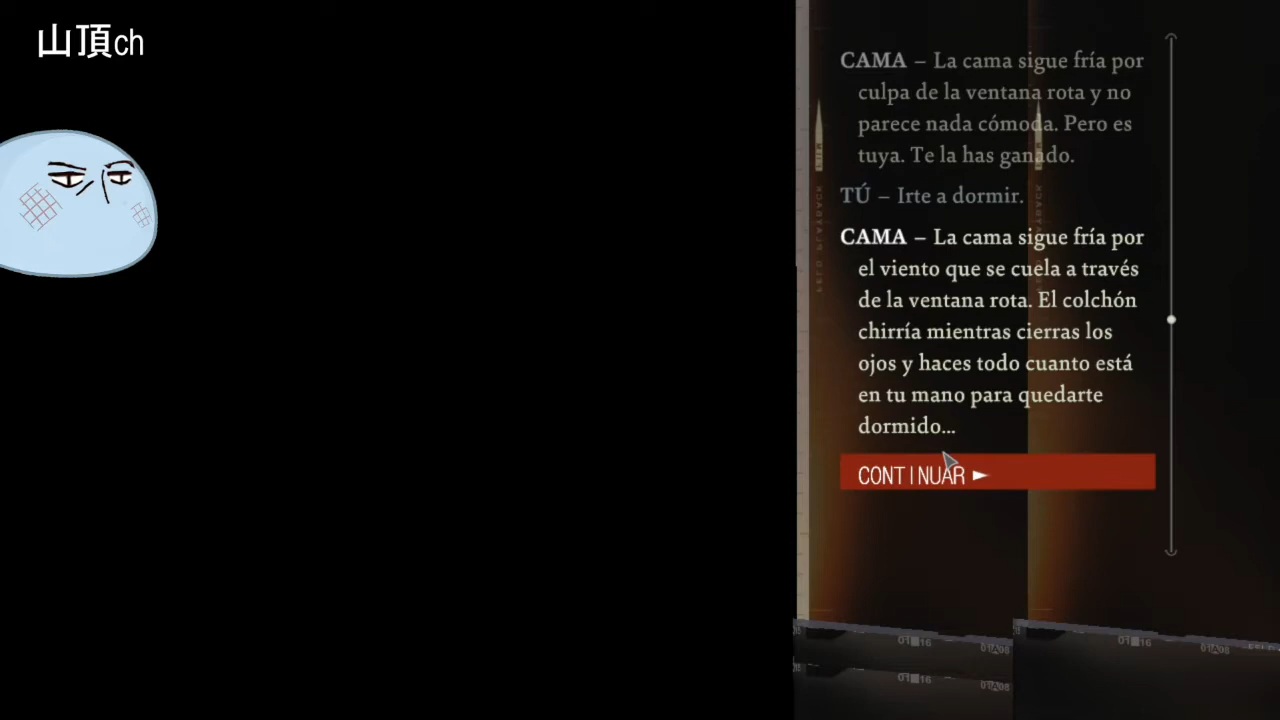 山頂ch
CAMA – La cama sigue fría por
culpa de la ventana rota y no
parece nada cómoda. Pero es
tuya. Te la has ganado.
TÚ – Irte a dormir.
CAMA – La cama sigue fría por
el viento que se cuela a través
de la ventana rota. El colchón
chirría mientras cierras los
ojos y haces todo cuanto está
en tu mano para quedarte
dormido...
CONTINUAR ►